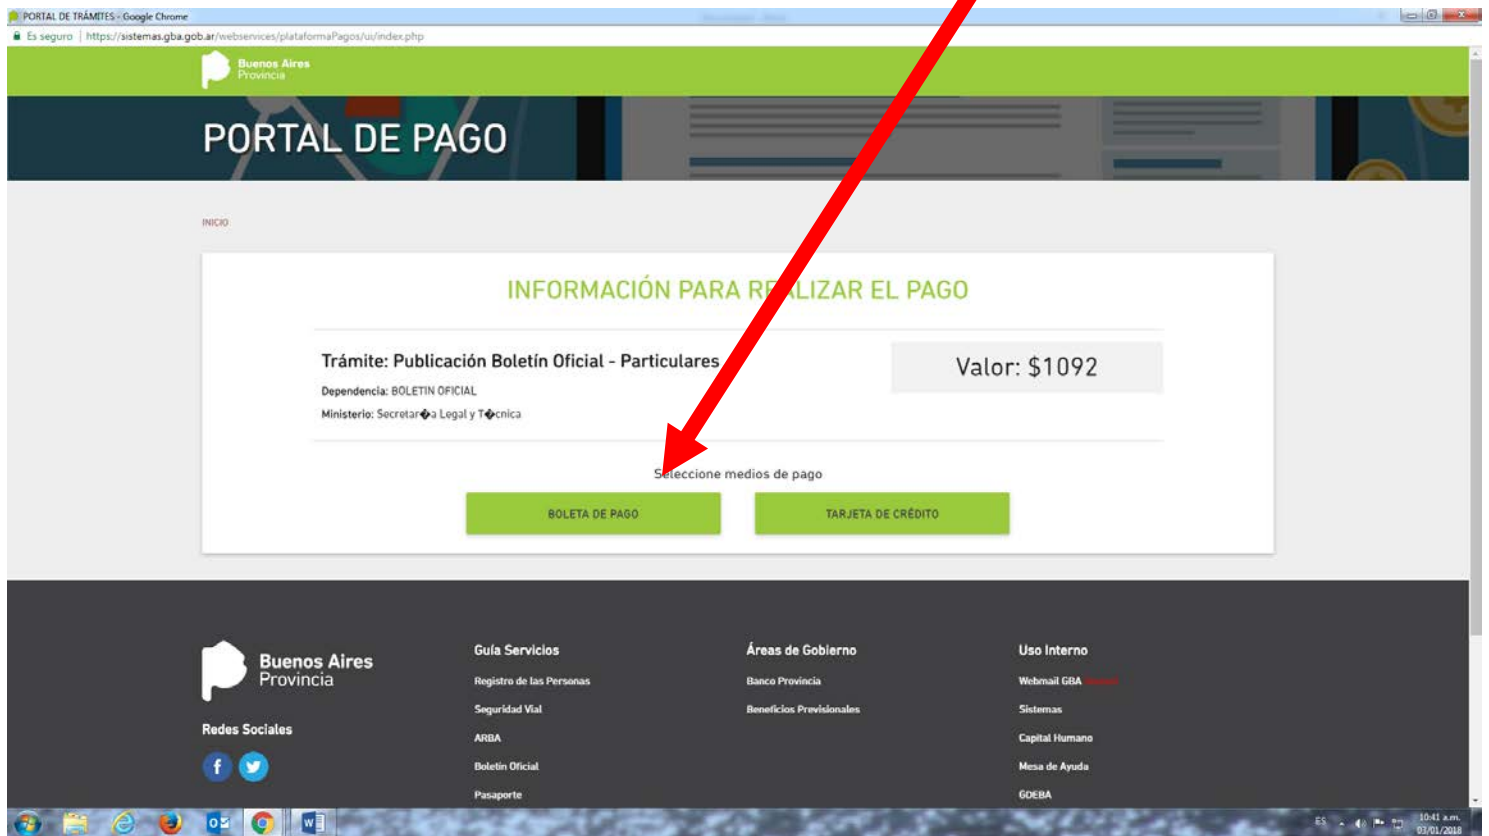 PORTAL DE TRÁMITES - Google Chrome
Es seguro | https://sistemas.gba.gob.ar/webservices/plataformaPagos/ui/index.php
Buenos Aires
Provincia
PORTAL DE PAGO
INICIO
INFORMACIÓN PARA REALIZAR EL PAGO
Trámite: Publicación Boletín Oficial - Particulares
Valor: $1092
Dependencia: BOLETIN OFICIAL
Ministerio: Secretar�a Legal y T�cnica
Seleccione medios de pago
BOLETA DE PAGO
TARJETA DE CRÉDITO
Buenos Aires
Provincia
Redes Sociales
Guía Servicios
Registro de las Personas
Seguridad Vial
ARBA
Boletín Oficial
Pasaporte
Áreas de Gobierno
Banco Provincia
Beneficios Previsionales
Uso Interno
Webmail GBA
Sistemas
Capital Humano
Mesa de Ayuda
GDEBA
ES
10:41 a.m.
03/01/2018